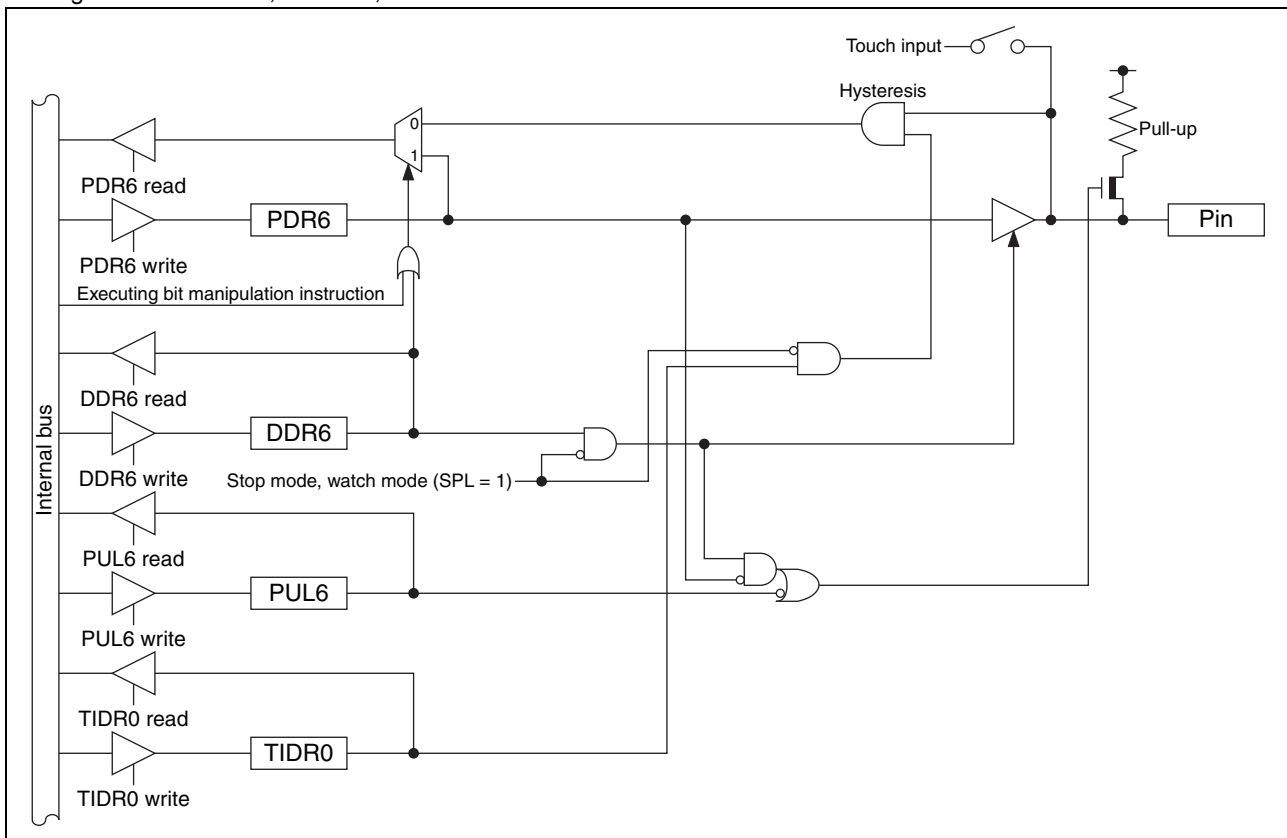 Touch input
Hysteresis
0
Pull-up
1
PDR6 read
PDR6
Pin
PDR6 write
Executing bit manipulation instruction
DDR6 read
Internal bus
DDR6
DDR6 write
Stop mode, watch mode (SPL = 1)
PUL6 read
PUL6
PUL6 write
TIDR0 read
TIDR0
TIDR0 write